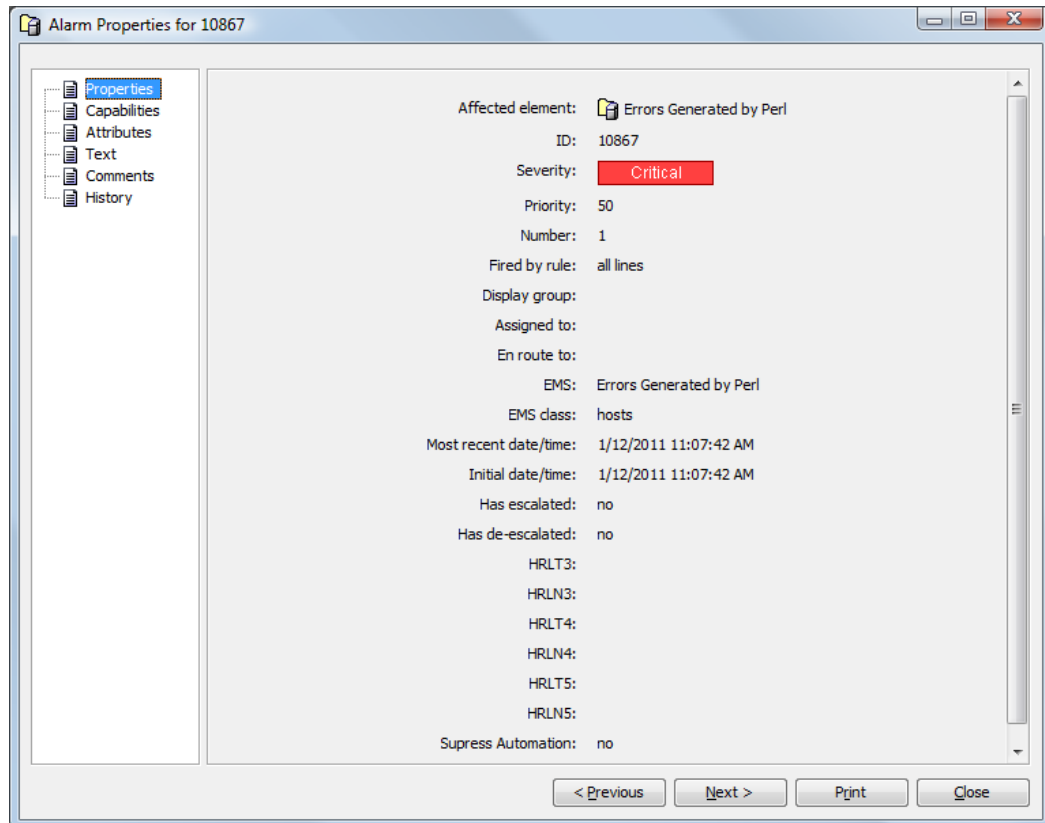 Alarm Properties for 10867
Properties
Capabilities
Attributes
Text
Comments
History
Affected element: Errors Generated by Perl
ID: 10867
Severity: Critical
Priority: 50
Number: 1
Fired by rule: all lines
Display group:
Assigned to:
En route to:
EMS: Errors Generated by Perl
EMS class: hosts
Most recent date/time: 1/12/2011 11:07:42 AM
Initial date/time: 1/12/2011 11:07:42 AM
Has escalated: no
Has de-escalated: no
HRLT3:
HRLN3:
HRLT4:
HRLN4:
HRLT5:
HRLN5:
Supress Automation: no
< Previous Next > Print Close